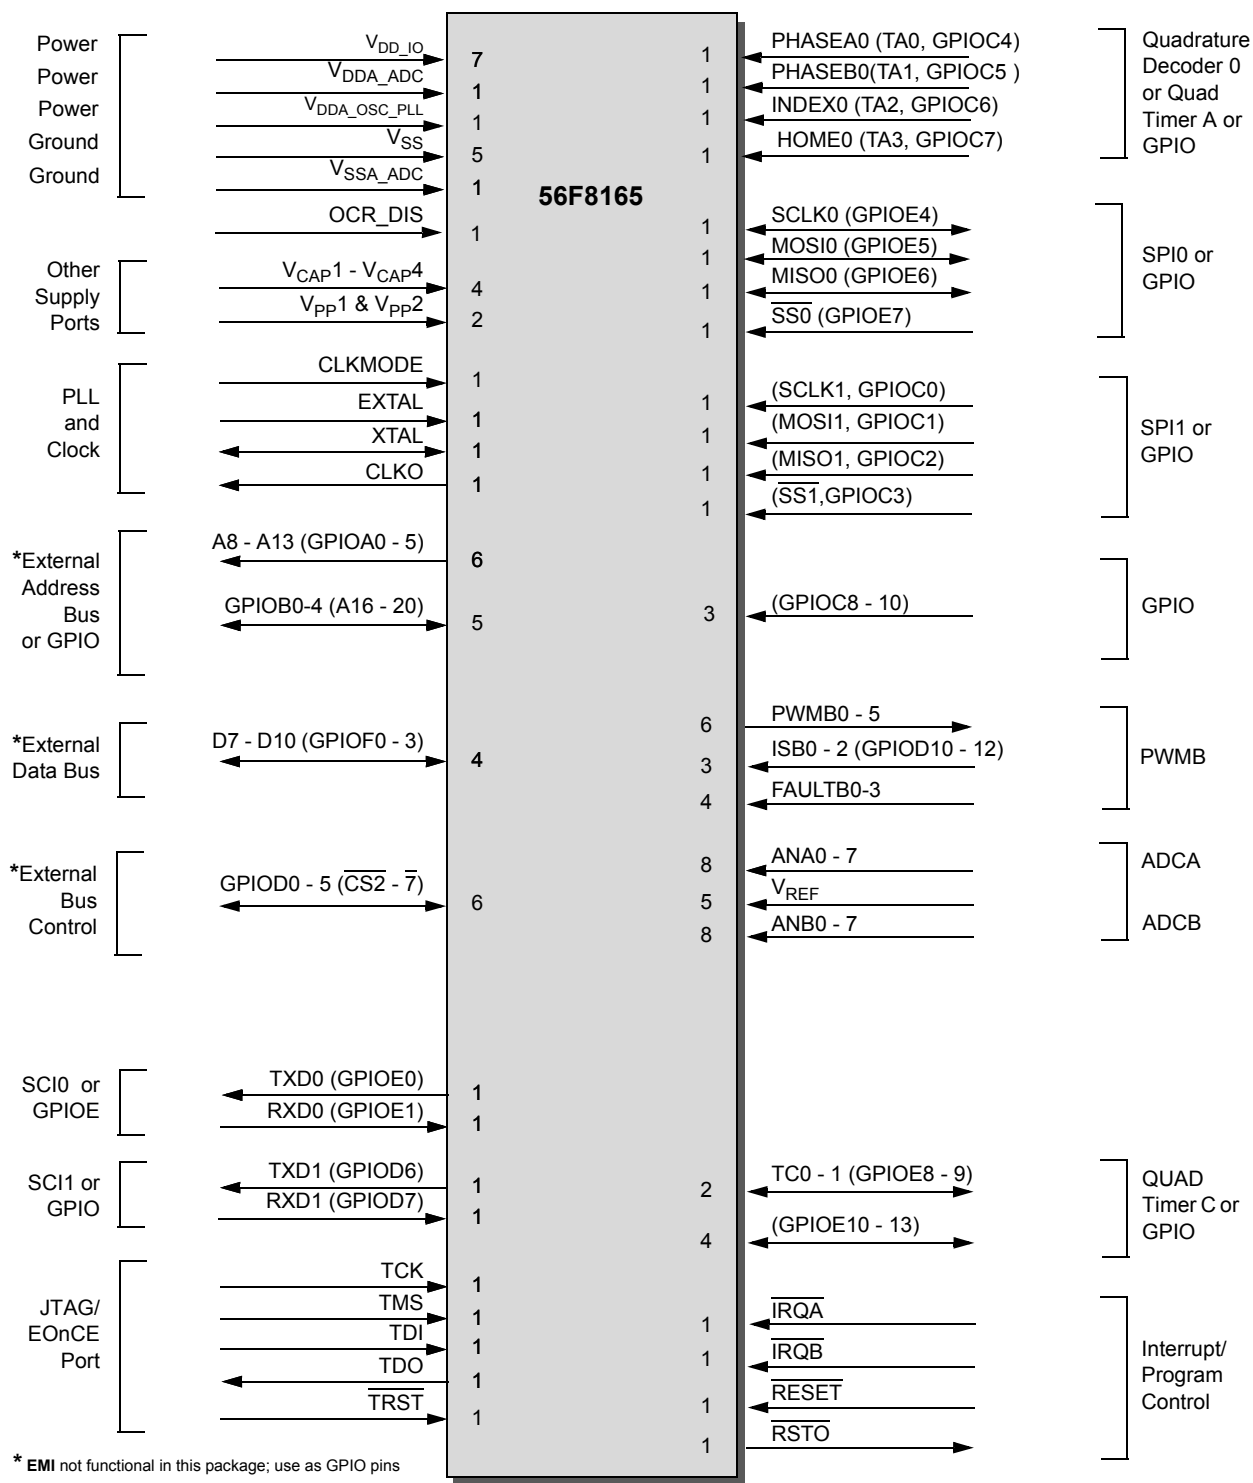 56F8165
Power
V_DD_IO
7
Power
V_DDA_ADC
1
Power
V_DDA_OSC_PLL
1
Ground
V_SS
5
Ground
V_SSA_ADC
1
OCR_DIS
1
Other
Supply
Ports
V_CAP1 - V_CAP4
4
V_PP1 & V_PP2
2
PLL
and
Clock
CLKMODE
1
EXTAL
1
XTAL
1
CLKO
1
*External
Address
Bus
or GPIO
A8 - A13 (GPIOA0 - 5)
6
GPIOB0-4 (A16 - 20)
5
*External
Data Bus
D7 - D10 (GPIOF0 - 3)
4
*External
Bus
Control
GPIOD0 - 5 (C̅S̅2̅ - 7̅)
6
SCI0 or
GPIOE
TXD0 (GPIOE0)
1
RXD0 (GPIOE1)
1
SCI1 or
GPIO
TXD1 (GPIOD6)
1
RXD1 (GPIOD7)
1
JTAG/
EOnCE
Port
TCK
1
TMS
1
TDI
1
TDO
1
T̅R̅S̅T̅
1
1
PHASEA0 (TA0, GPIOC4)
1
PHASEB0(TA1, GPIOC5 )
1
INDEX0 (TA2, GPIOC6)
1
HOME0 (TA3, GPIOC7)
Quadrature
Decoder 0
or Quad
Timer A or
GPIO
1
SCLK0 (GPIOE4)
1
MOSI0 (GPIOE5)
1
MISO0 (GPIOE6)
1
S̅S̅0̅ (GPIOE7)
SPI0 or
GPIO
1
(SCLK1, GPIOC0)
1
(MOSI1, GPIOC1)
1
(MISO1, GPIOC2)
1
(S̅S̅1̅,GPIOC3)
SPI1 or
GPIO
3
(GPIOC8 - 10)
GPIO
6
PWMB0 - 5
3
ISB0 - 2 (GPIOD10 - 12)
4
FAULTB0-3
PWMB
8
ANA0 - 7
5
V_REF
8
ANB0 - 7
ADCA
ADCB
2
TC0 - 1 (GPIOE8 - 9)
4
(GPIOE10 - 13)
QUAD
Timer C or
GPIO
1
I̅R̅Q̅A̅
1
I̅R̅Q̅B̅
1
R̅E̅S̅E̅T̅
1
R̅S̅T̅O̅
Interrupt/
Program
Control
* EMI not functional in this package; use as GPIO pins